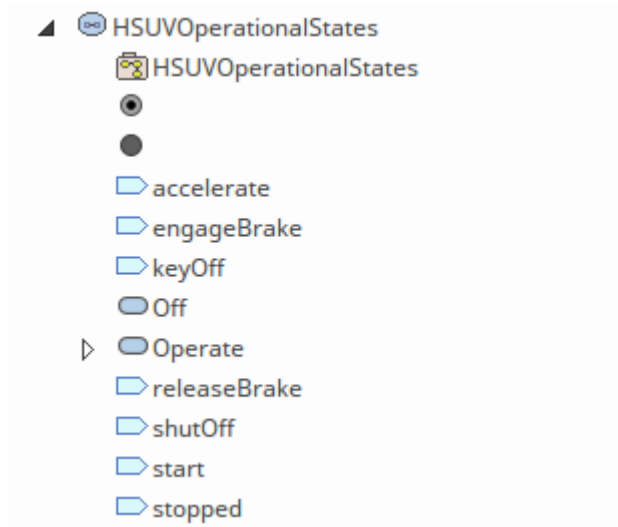 HSUVOperationalStates
HSUVOperationalStates
accelerate
engageBrake
keyOff
Off
Operate
releaseBrake
shutOff
start
stopped